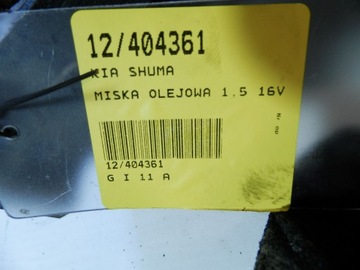 12/404361
KIA SHUMA
MISKA OLEJOWA 1.5 16V
12/404361
G I 11 A